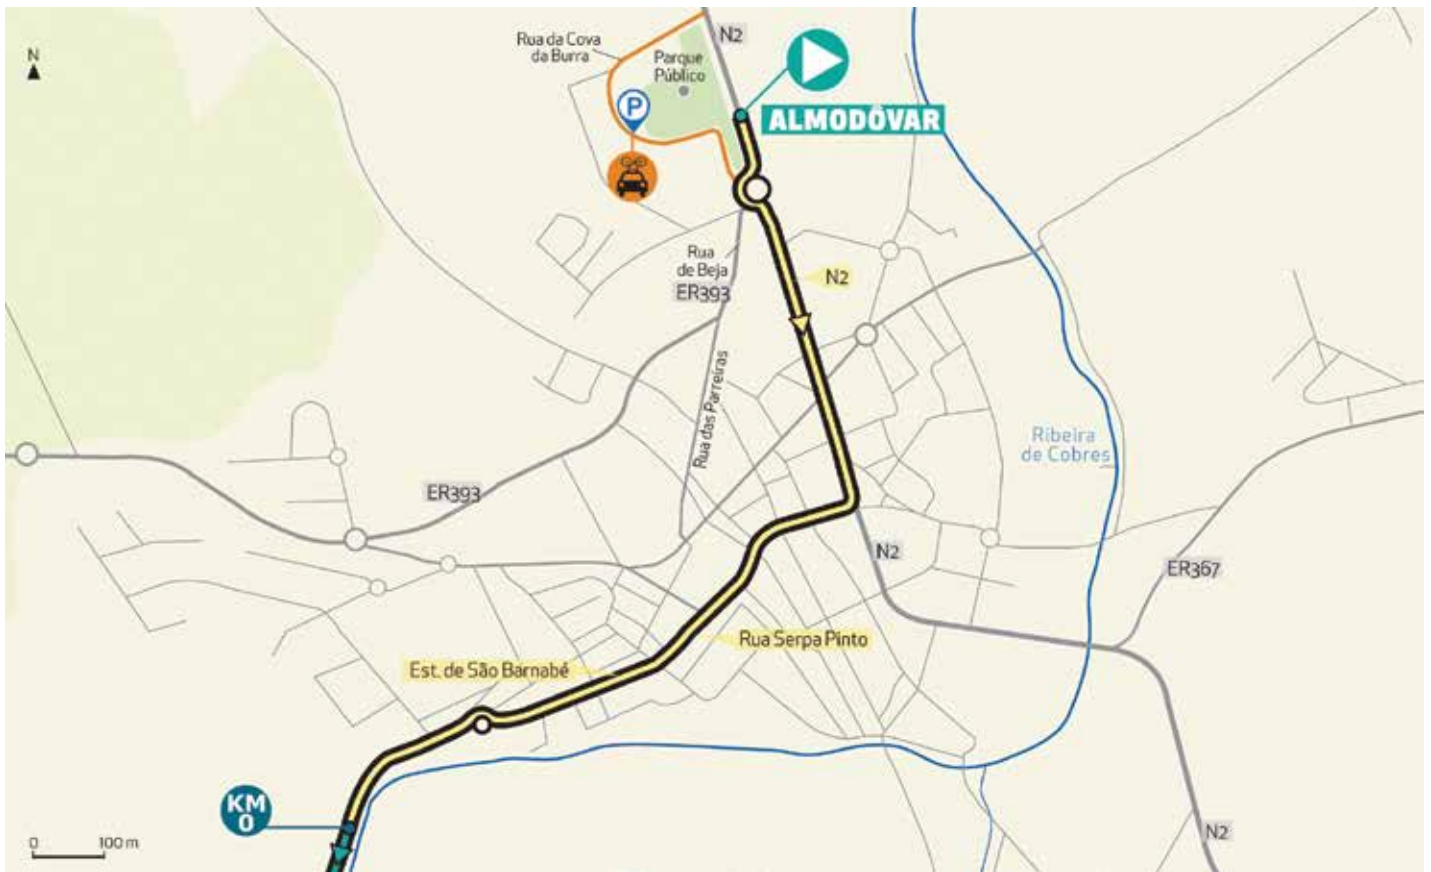 N
Rua da Cova
da Burra
Parque
Público
N2
P
ALMODÔVAR
Rua
de Beja
ER393
N2
Rua das Parreiras
Ribeira
de Cobres
ER393
N2
ER367
Rua Serpa Pinto
Est. de São Barnabé
KM
0
N2
0 100 m